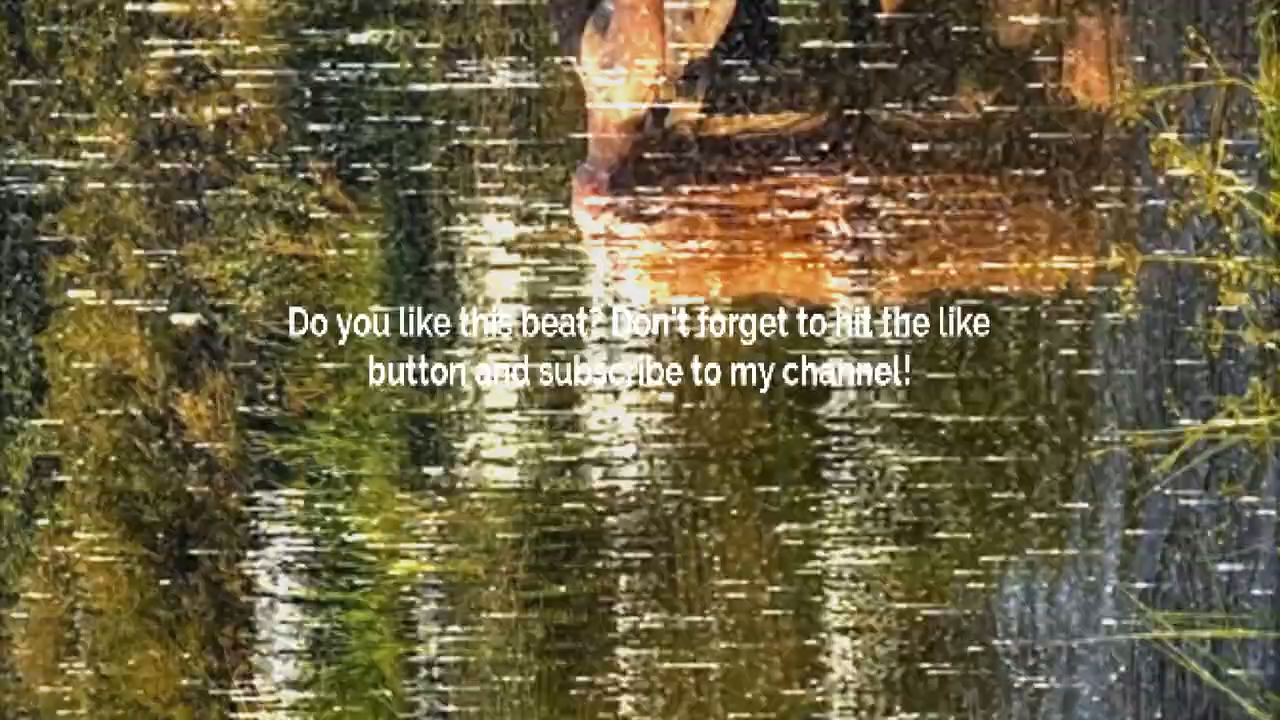 Do you like this beat? Don't forget to hit the like
button and subscribe to my channel!